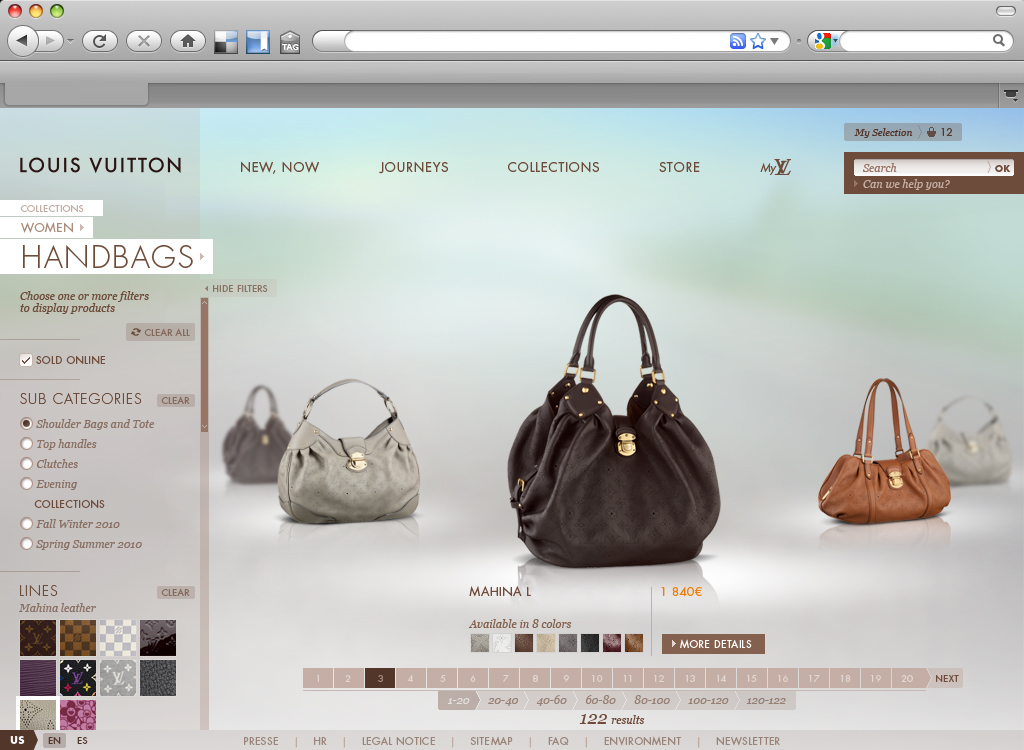 TAG
My Selection 12
LOUIS VUITTON
NEW, NOW
JOURNEYS
COLLECTIONS
STORE
My LV
Search OK
Can we help you?
COLLECTIONS
WOMEN
HANDBAGS
HIDE FILTERS
Choose one or more filters
to display products
CLEAR ALL
SOLD ONLINE
SUB CATEGORIES CLEAR
Shoulder Bags and Tote
Top handles
Clutches
Evening
COLLECTIONS
Fall Winter 2010
Spring Summer 2010
LINES CLEAR
Mahina leather
MAHINA L 1 840€
Available in 8 colors
MORE DETAILS
1 2 3 4 5 6 7 8 9 10 11 12 13 14 15 16 17 18 19 20 NEXT
1-20 20-40 40-60 60-80 80-100 100-120 120-122
122 results
US EN ES
PRESSE | HR | LEGAL NOTICE | SITEMAP | FAQ | ENVIRONMENT | NEWSLETTER